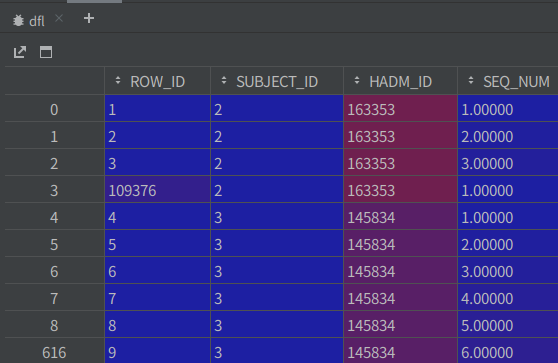 dfl
ROW_ID SUBJECT_ID HADM_ID SEQ_NUM
0 1 2 163353 1.00000
1 2 2 163353 2.00000
2 3 2 163353 3.00000
3 109376 2 163353 1.00000
4 4 3 145834 1.00000
5 5 3 145834 2.00000
6 6 3 145834 3.00000
7 7 3 145834 4.00000
8 8 3 145834 5.00000
616 9 3 145834 6.00000